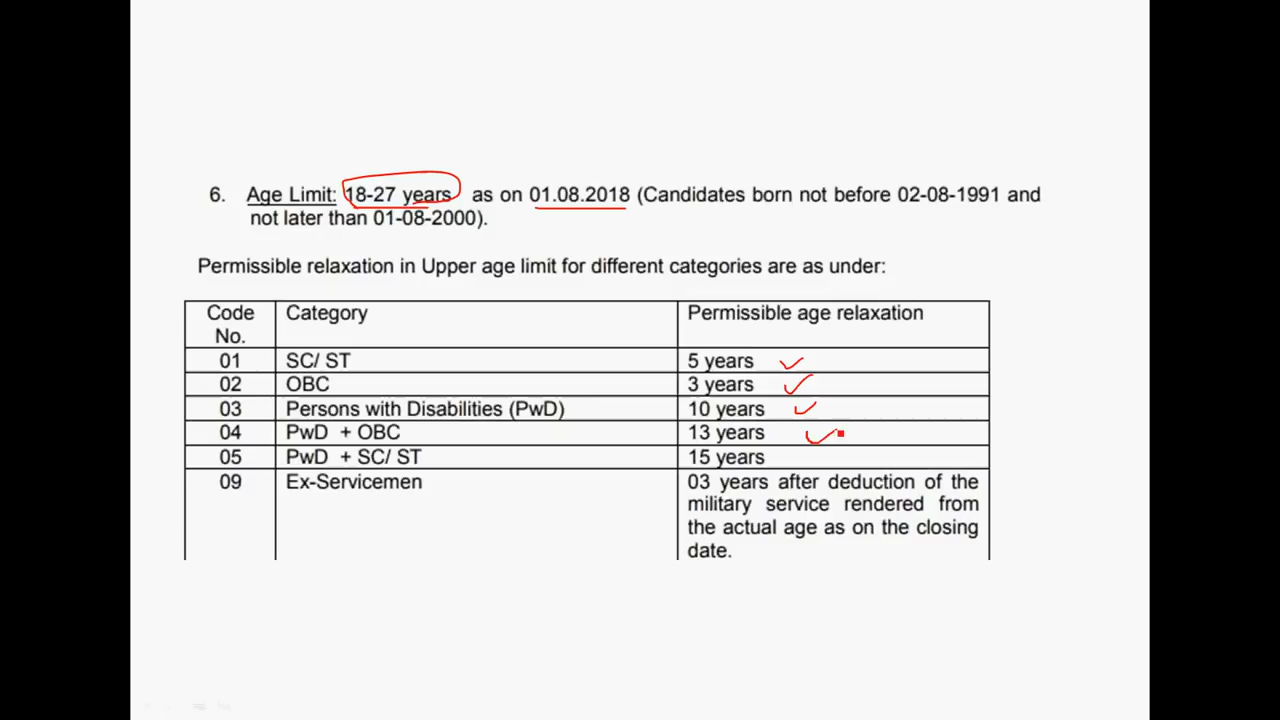 6. Age Limit: 18-27 years as on 01.08.2018 (Candidates born not before 02-08-1991 and
not later than 01-08-2000).
Permissible relaxation in Upper age limit for different categories are as under:
Code No. Category Permissible age relaxation
01 SC/ ST 5 years
02 OBC 3 years
03 Persons with Disabilities (PwD) 10 years
04 PwD + OBC 13 years
05 PwD + SC/ ST 15 years
09 Ex-Servicemen 03 years after deduction of the
military service rendered from
the actual age as on the closing
date.